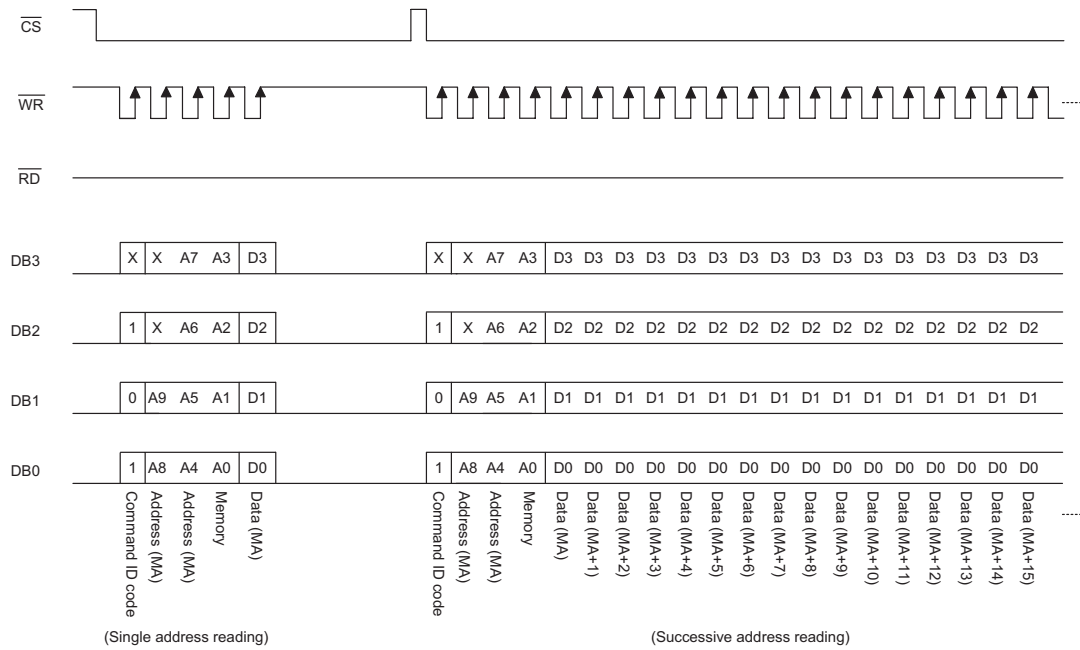 CS
WR
RD
DB3 X X A7 A3 D3 X X A7 A3 D3 D3 D3 D3 D3 D3 D3 D3 D3 D3 D3 D3 D3 D3 D3 D3
DB2 1 X A6 A2 D2 1 X A6 A2 D2 D2 D2 D2 D2 D2 D2 D2 D2 D2 D2 D2 D2 D2 D2 D2
DB1 0 A9 A5 A1 D1 0 A9 A5 A1 D1 D1 D1 D1 D1 D1 D1 D1 D1 D1 D1 D1 D1 D1 D1 D1
DB0 1 A8 A4 A0 D0 1 A8 A4 A0 D0 D0 D0 D0 D0 D0 D0 D0 D0 D0 D0 D0 D0 D0 D0 D0
Command ID code
Address (MA)
Address (MA)
Memory
Data (MA)
Command ID code
Address (MA)
Address (MA)
Memory
Data (MA)
Data (MA+1)
Data (MA+2)
Data (MA+3)
Data (MA+4)
Data (MA+5)
Data (MA+6)
Data (MA+7)
Data (MA+8)
Data (MA+9)
Data (MA+10)
Data (MA+11)
Data (MA+12)
Data (MA+13)
Data (MA+14)
Data (MA+15)
(Single address reading)
(Successive address reading)